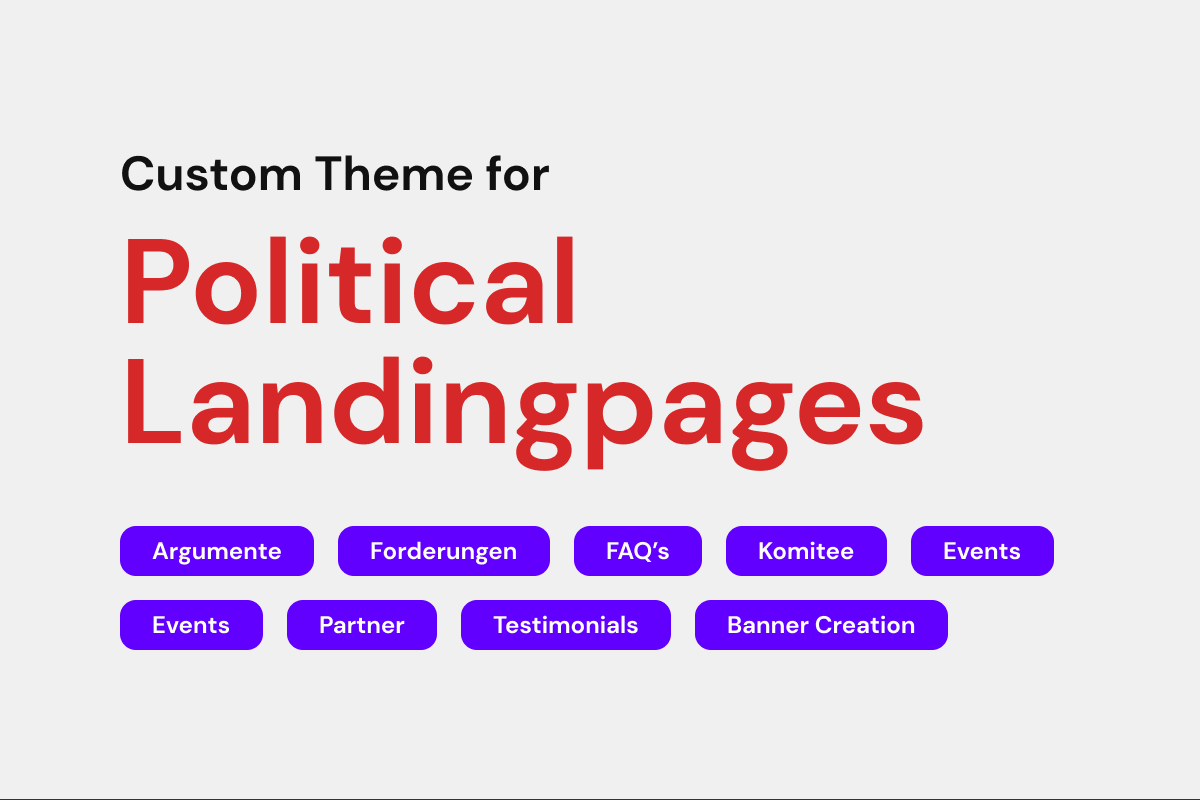 Custom Theme for
Political
Landingpages
Argumente Forderungen FAQ’s Komitee Events
Events Partner Testimonials Banner Creation